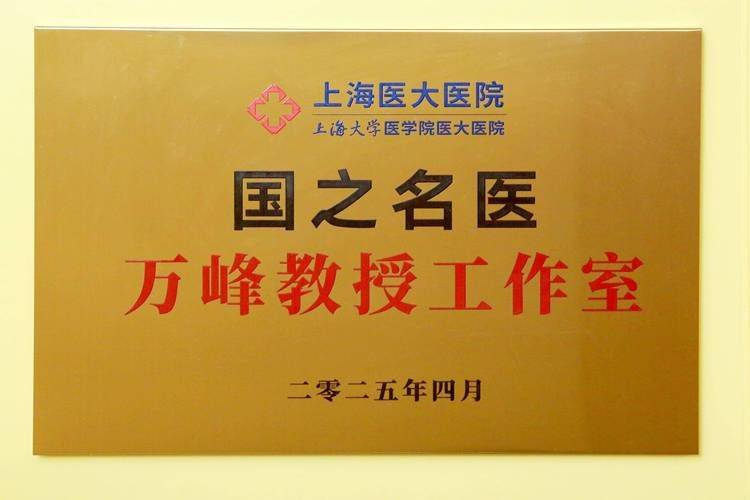 上海医大医院
上海大学医学院医大医院
国之名医
万峰教授工作室
二零二五年四月